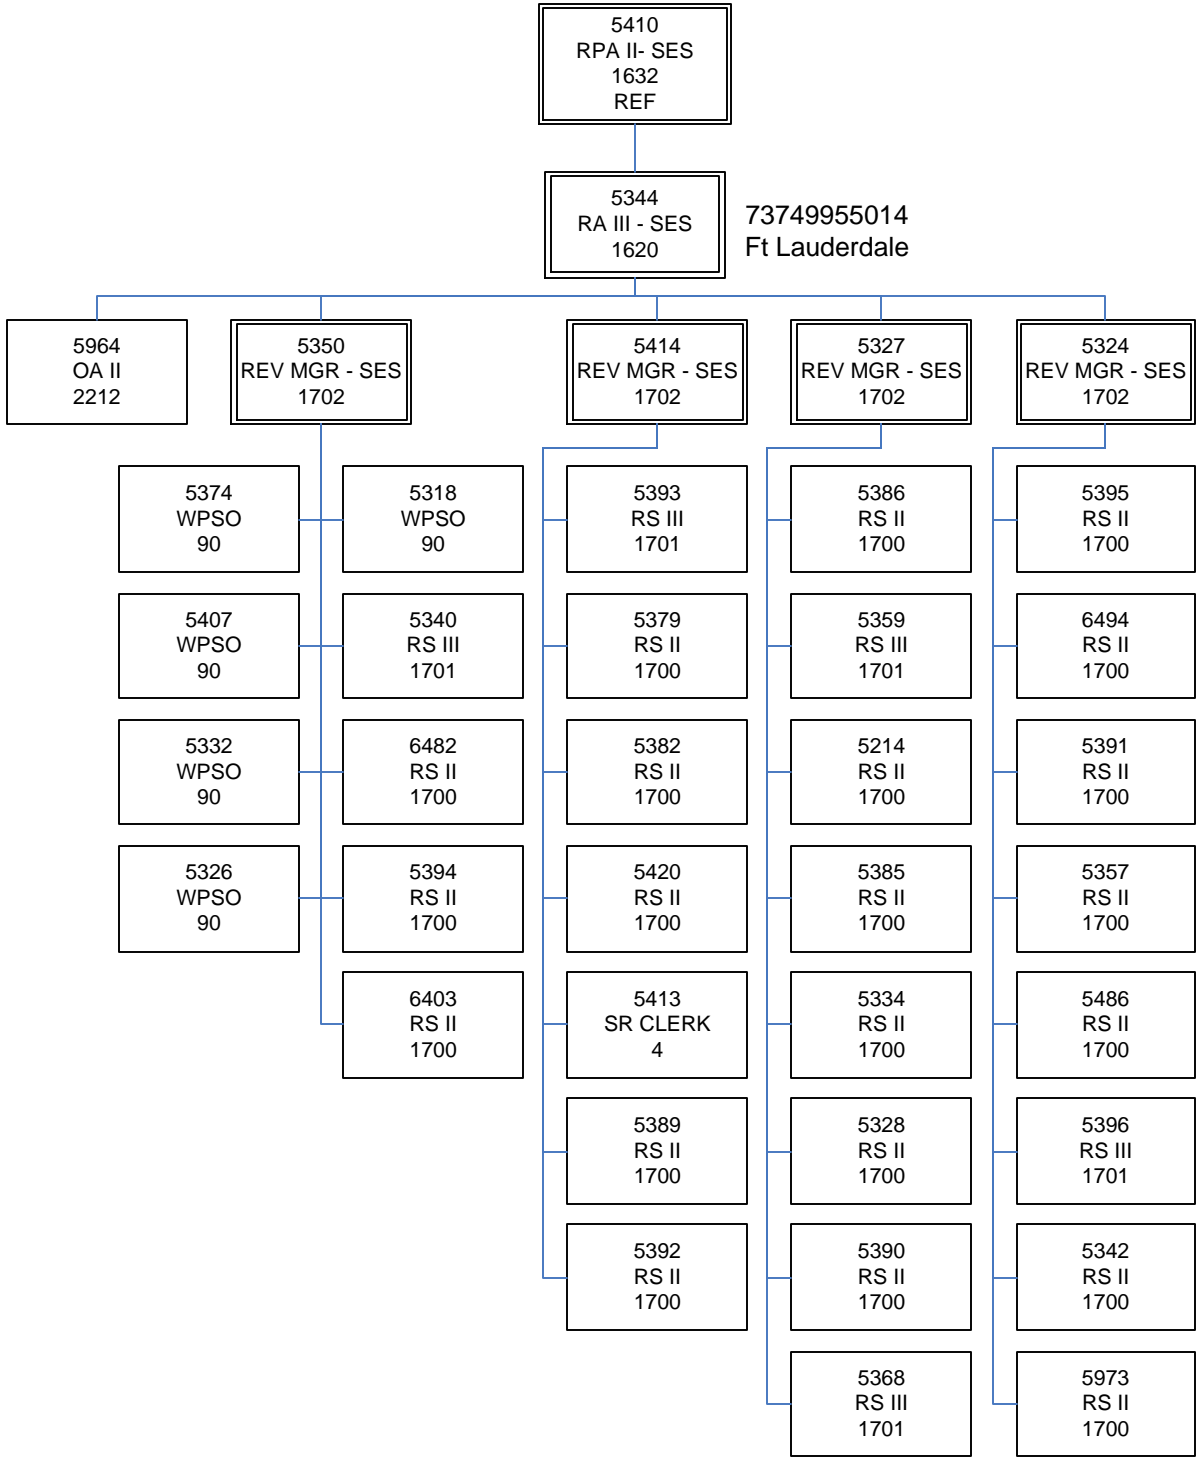 5410
RPA II- SES
1632
REF
5344
RA III - SES
1620
73749955014
Ft Lauderdale
5964
OA II
2212
5350
REV MGR - SES
1702
5414
REV MGR - SES
1702
5327
REV MGR - SES
1702
5324
REV MGR - SES
1702
5374
WPSO
90
5318
WPSO
90
5393
RS III
1701
5386
RS II
1700
5395
RS II
1700
5407
WPSO
90
5340
RS III
1701
5379
RS II
1700
5359
RS III
1701
6494
RS II
1700
5332
WPSO
90
6482
RS II
1700
5382
RS II
1700
5214
RS II
1700
5391
RS II
1700
5326
WPSO
90
5394
RS II
1700
5420
RS II
1700
5385
RS II
1700
5357
RS II
1700
6403
RS II
1700
5413
SR CLERK
4
5334
RS II
1700
5486
RS II
1700
5389
RS II
1700
5328
RS II
1700
5396
RS III
1701
5392
RS II
1700
5390
RS II
1700
5342
RS II
1700
5368
RS III
1701
5973
RS II
1700